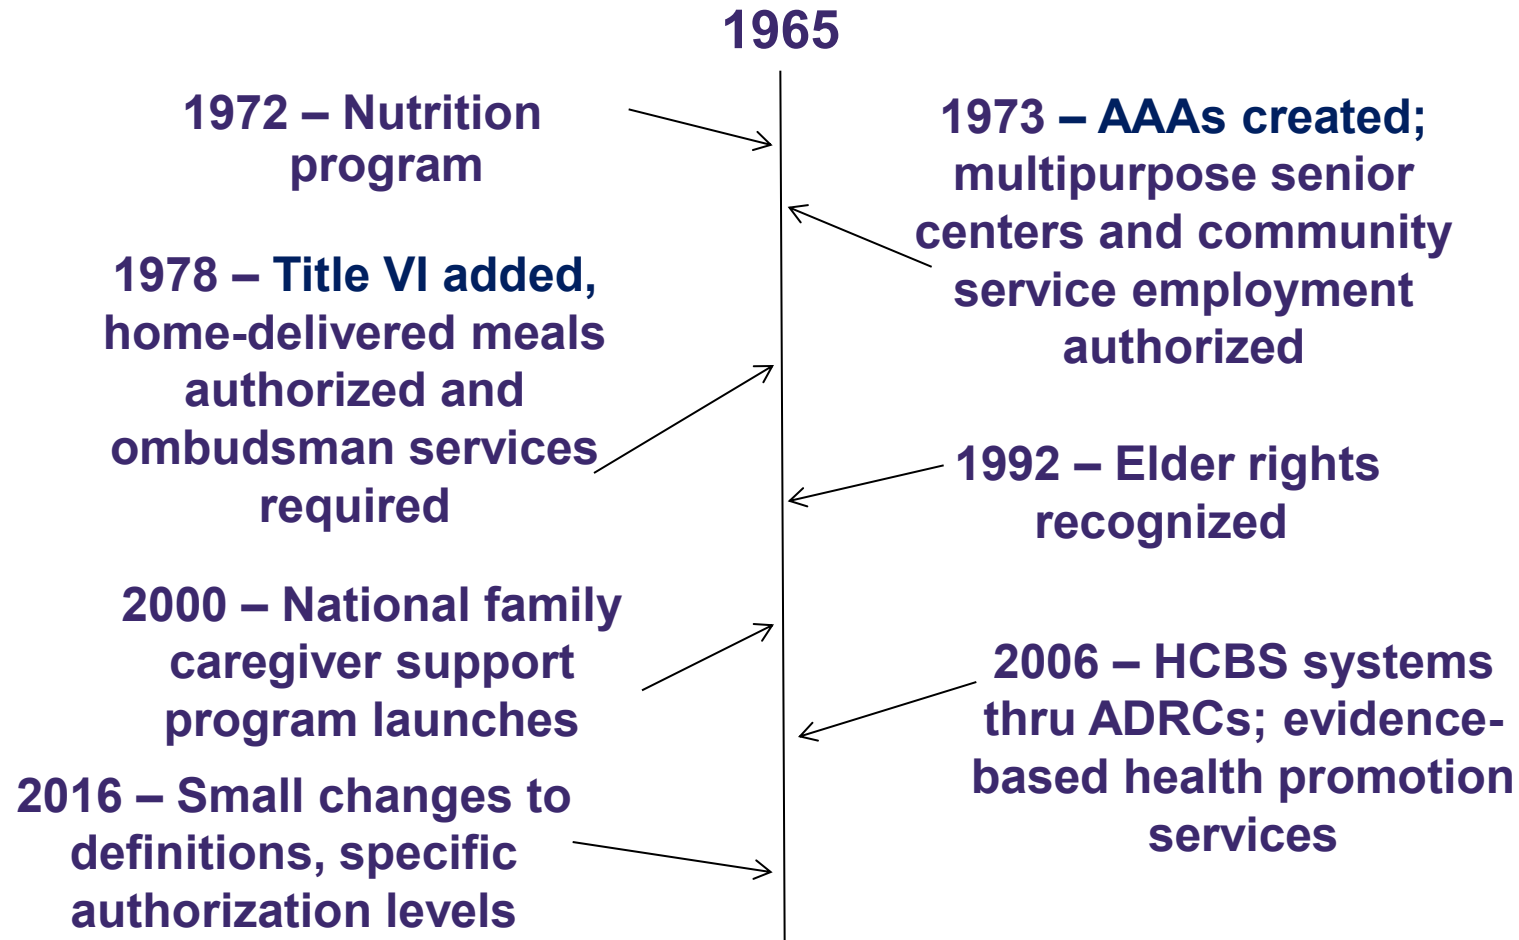 1965
1972 – Nutrition
program
1973 – AAAs created;
multipurpose senior
centers and community
service employment
authorized
1978 – Title VI added,
home-delivered meals
authorized and
ombudsman services
required
1992 – Elder rights
recognized
2000 – National family
caregiver support
program launches
2006 – HCBS systems
thru ADRCs; evidence-
based health promotion
services
2016 – Small changes to
definitions, specific
authorization levels